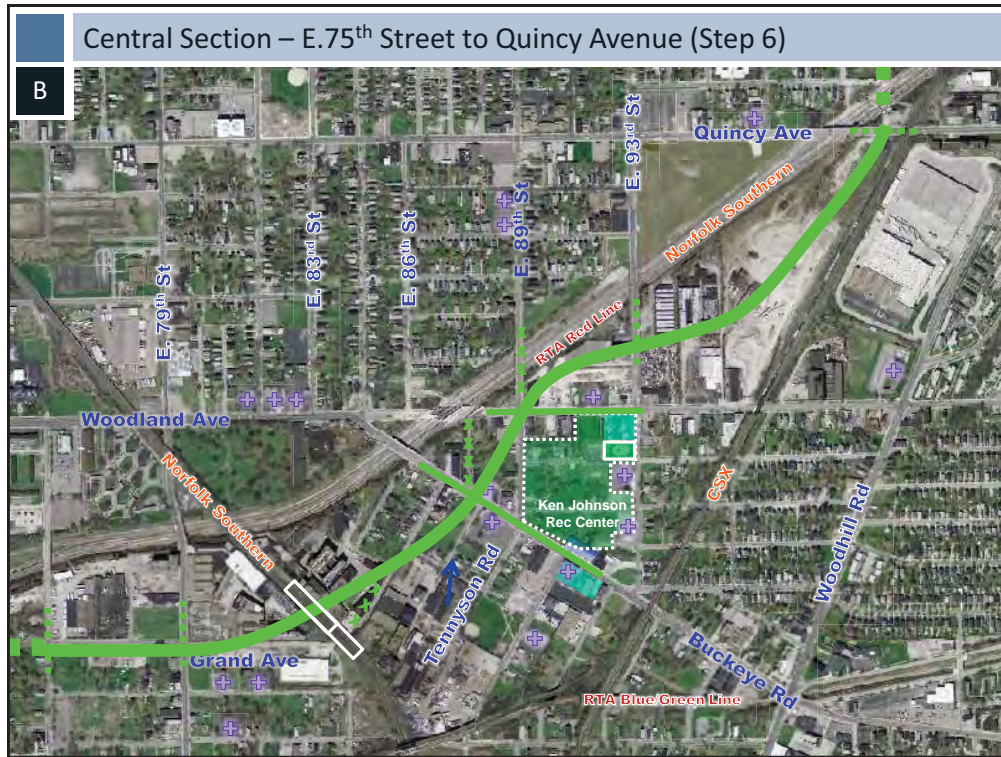 Central Section – E.75th Street to Quincy Avenue (Step 6)
B
Quincy Ave
E. 93rd St
Norfolk Southern
E. 89th St
E. 86th St
E. 83rd St
E. 79th St
RTA Red Line
Woodland Ave
Norfolk Southern
Ken Johnson
Rec Center
CSX
Woodhill Rd
Tennyson Rd
Grand Ave
Buckeye Rd
RTA Blue/Green Line